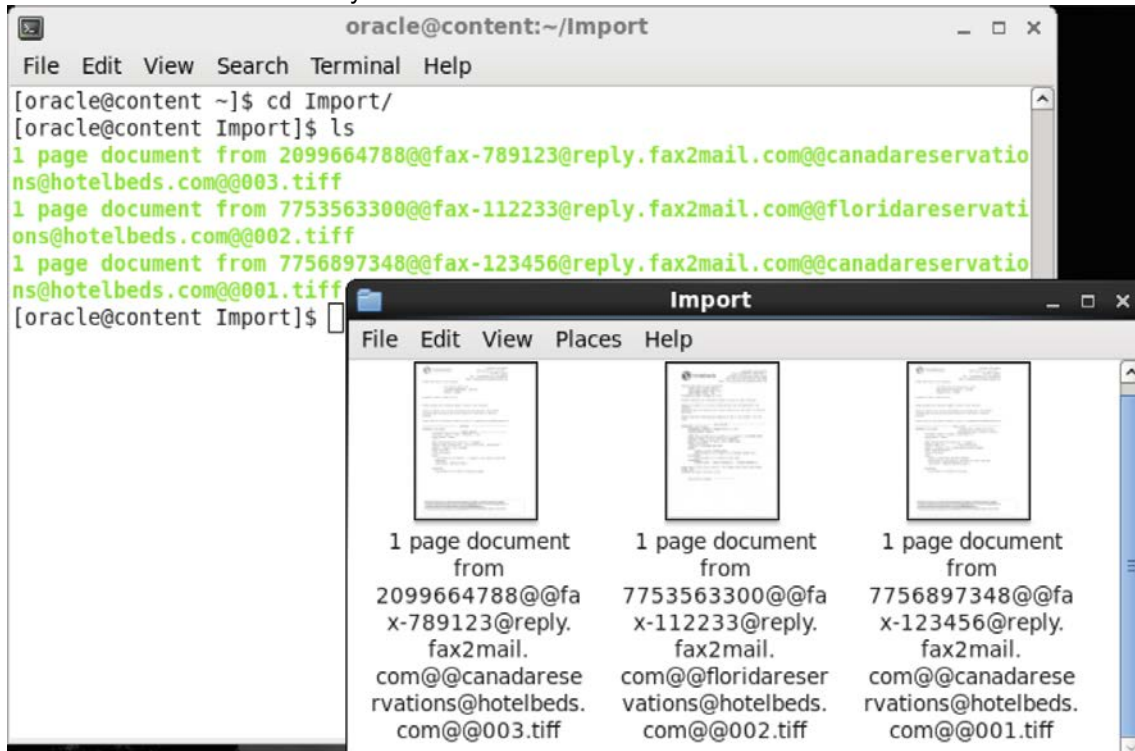 oracle@content:~/Import
File Edit View Search Terminal Help
[oracle@content ~]$ cd Import/
[oracle@content Import]$ ls
1 page document from 2099664788@@fax-789123@reply.fax2mail.com@@canadareservatio
ns@hotelbeds.com@@003.tiff
1 page document from 7753563300@@fax-112233@reply.fax2mail.com@@floridareservati
ons@hotelbeds.com@@002.tiff
1 page document from 7756897348@@fax-123456@reply.fax2mail.com@@canadareservatio
ns@hotelbeds.com@@001.tiff
[oracle@content Import]$
Import
File Edit View Places Help
1 page document
from
2099664788@@fa
x-789123@reply.
fax2mail.
com@@canadarese
rvations@hotelbeds.
com@@003.tiff
1 page document
from
7753563300@@fa
x-112233@reply.
fax2mail.
com@@floridareser
vations@hotelbeds.
com@@002.tiff
1 page document
from
7756897348@@fa
x-123456@reply.
fax2mail.
com@@canadarese
rvations@hotelbeds.
com@@001.tiff